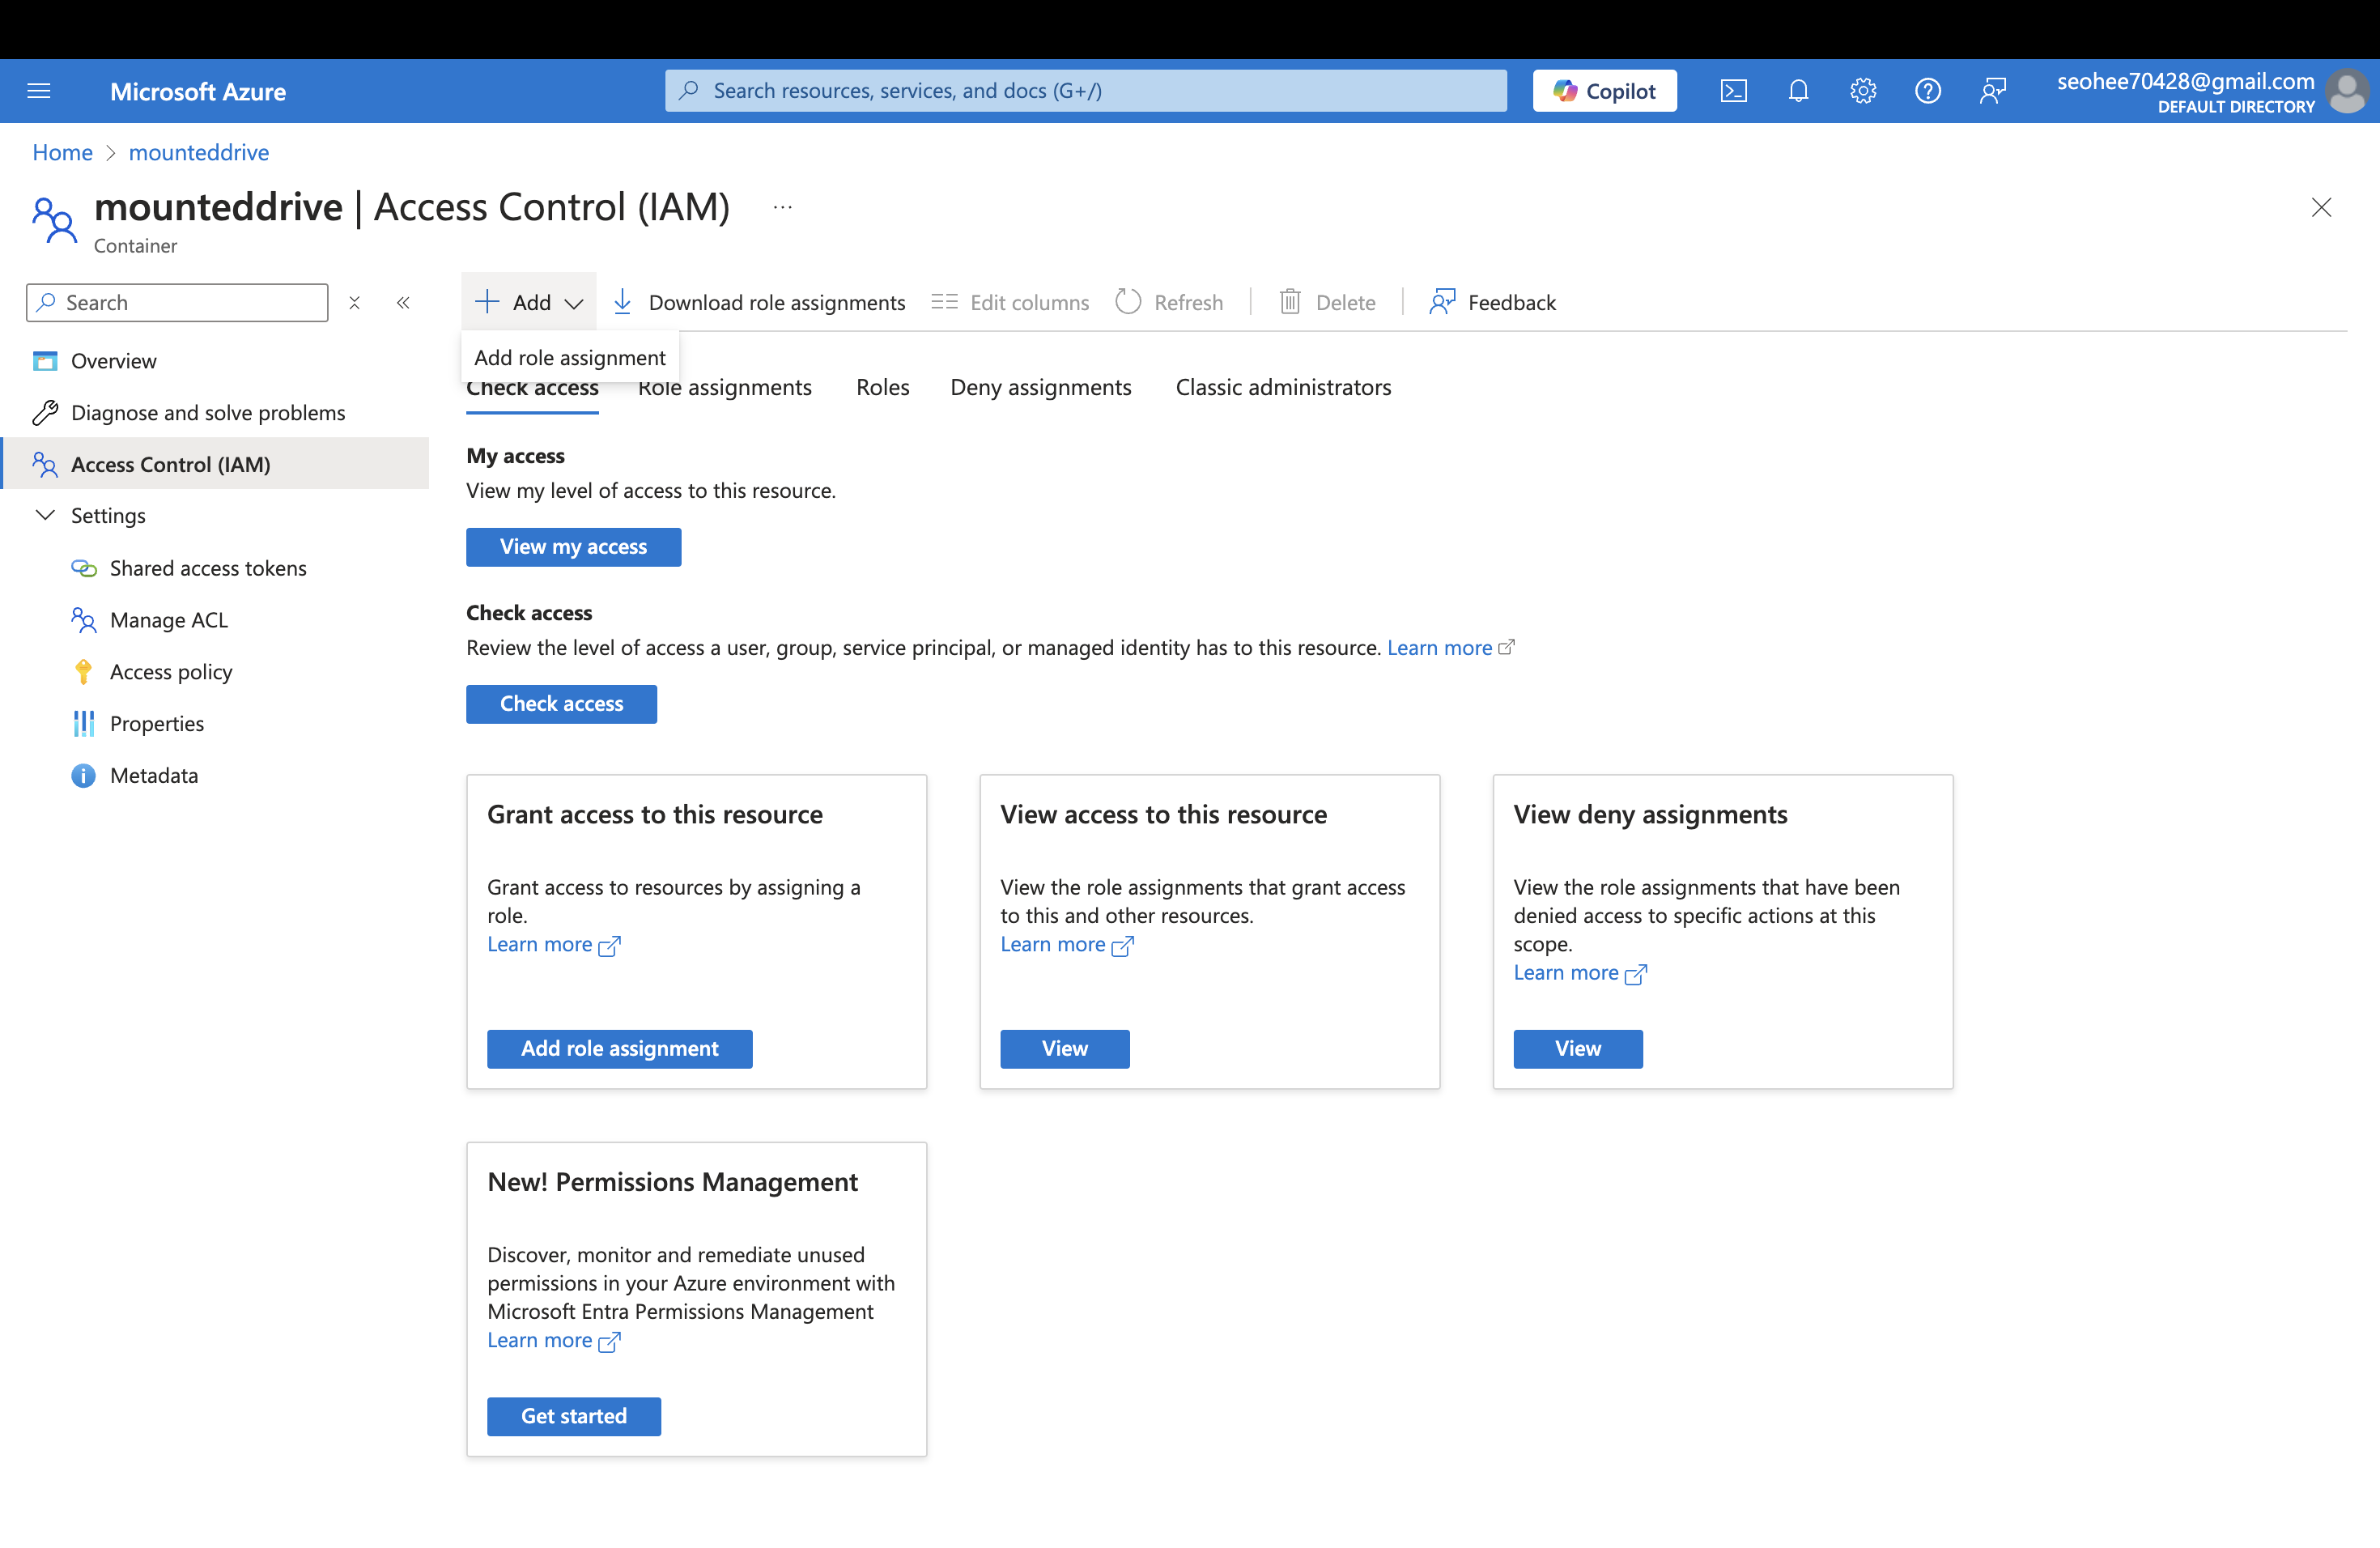 Microsoft Azure
Search resources, services, and docs (G+/)
Copilot
seohee70428@gmail.com
DEFAULT DIRECTORY
Home > mounteddrive
mounteddrive | Access Control (IAM) ...
Container
Search
Add
Download role assignments
Edit columns
Refresh
Delete
Feedback
Add role assignment
Overview
Diagnose and solve problems
Access Control (IAM)
Settings
Shared access tokens
Manage ACL
Access policy
Properties
Metadata
Check access
Role assignments
Roles
Deny assignments
Classic administrators
My access
View my level of access to this resource.
View my access
Check access
Review the level of access a user, group, service principal, or managed identity has to this resource. Learn more
Check access
Grant access to this resource
Grant access to resources by assigning a
role.
Learn more
Add role assignment
View access to this resource
View the role assignments that grant access
to this and other resources.
Learn more
View
View deny assignments
View the role assignments that have been
denied access to specific actions at this
scope.
Learn more
View
New! Permissions Management
Discover, monitor and remediate unused
permissions in your Azure environment with
Microsoft Entra Permissions Management
Learn more
Get started